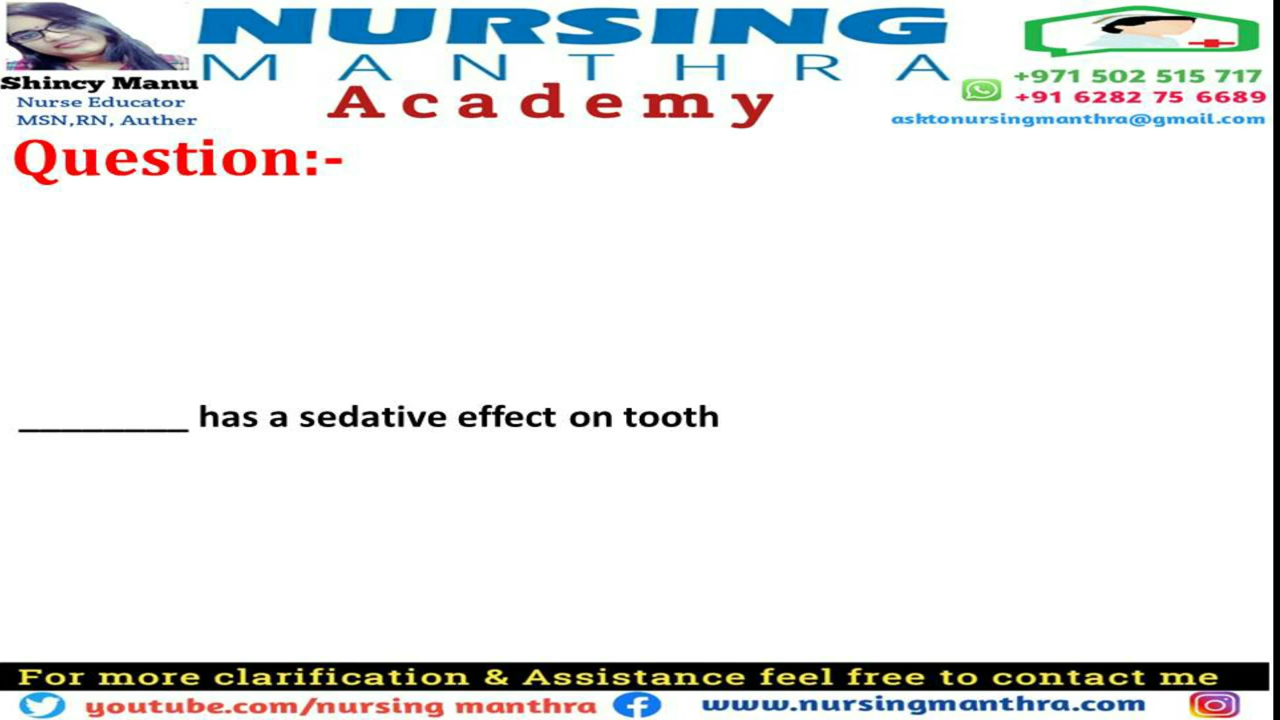 NURSING
MANTHRA
Academy
Shincy Manu
Nurse Educator
MSN,RN, Auther
+971 502 515 717
+91 6282 75 6689
asktonursingmanthra@gmail.com
Question:-
________ has a sedative effect on tooth
For more clarification & Assistance feel free to contact me
youtube.com/nursing manthra
www.nursingmanthra.com